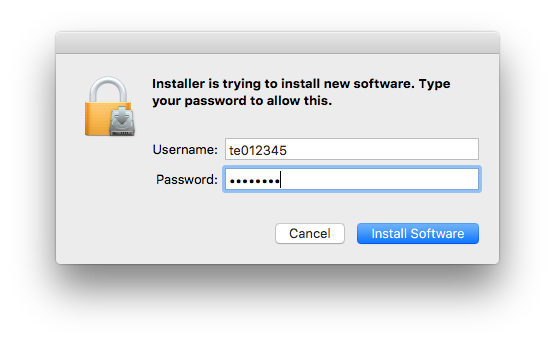 Installer is trying to install new software. Type
your password to allow this.
Username: te012345
Password: ••••••••
Cancel Install Software